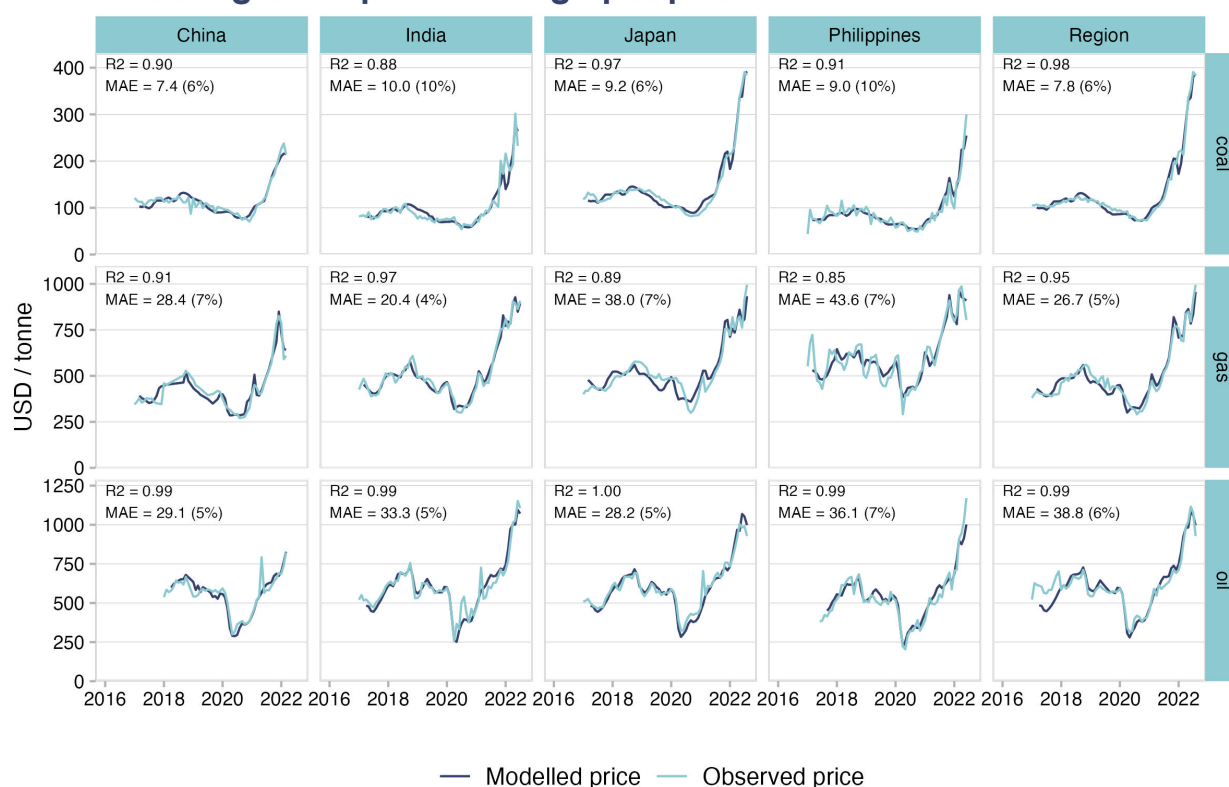 China India Japan Philippines Region
R2 = 0.90
MAE = 7.4 (6%)
R2 = 0.88
MAE = 10.0 (10%)
R2 = 0.97
MAE = 9.2 (6%)
R2 = 0.91
MAE = 9.0 (10%)
R2 = 0.98
MAE = 7.8 (6%)
400
300
200
100
0
coal
R2 = 0.91
MAE = 28.4 (7%)
R2 = 0.97
MAE = 20.4 (4%)
R2 = 0.89
MAE = 38.0 (7%)
R2 = 0.85
MAE = 43.6 (7%)
R2 = 0.95
MAE = 26.7 (5%)
1000
750
500
250
0
gas
USD / tonne
R2 = 0.99
MAE = 29.1 (5%)
R2 = 0.99
MAE = 33.3 (5%)
R2 = 1.00
MAE = 28.2 (5%)
R2 = 0.99
MAE = 36.1 (7%)
R2 = 0.99
MAE = 38.8 (6%)
1250
1000
750
500
250
0
oil
2016 2018 2020 2022 2016 2018 2020 2022 2016 2018 2020 2022 2016 2018 2020 2022 2016 2018 2020 2022
Modelled price Observed price